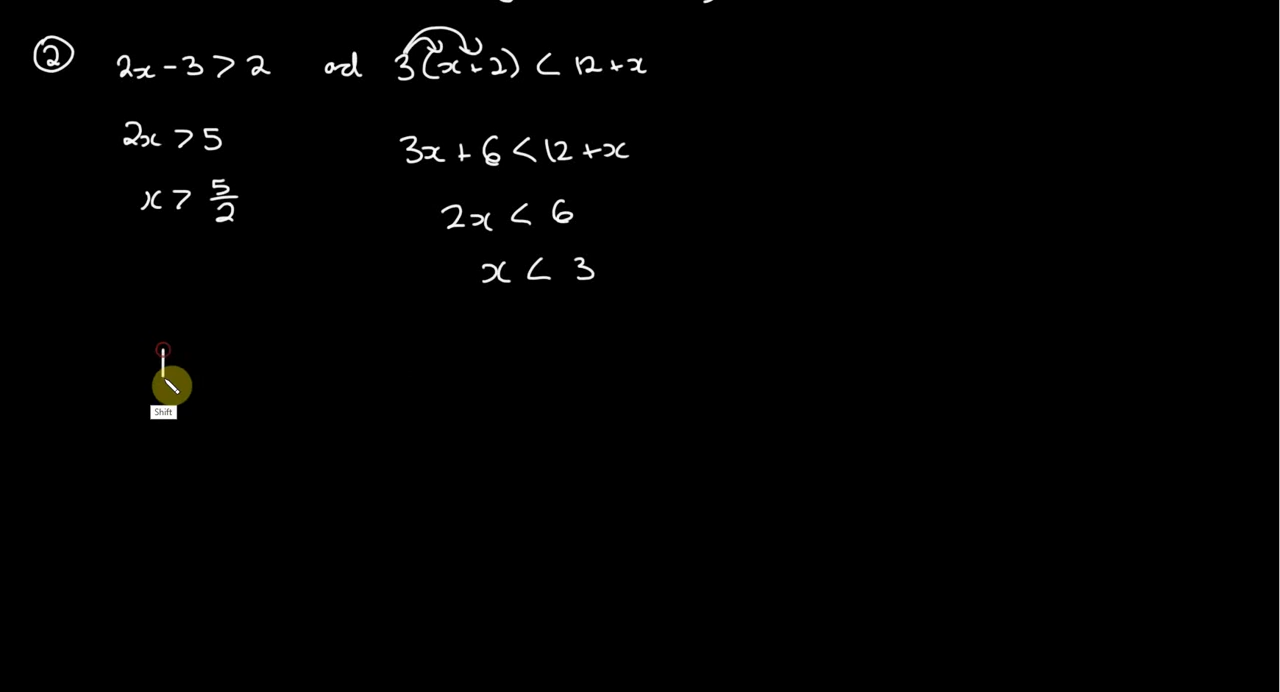 ② 2x - 3 > 2 and 3(x + 2) < 12 + x
2x > 5
3x + 6 < 12 + x
x > 5/2
2x < 6
x < 3
Shift